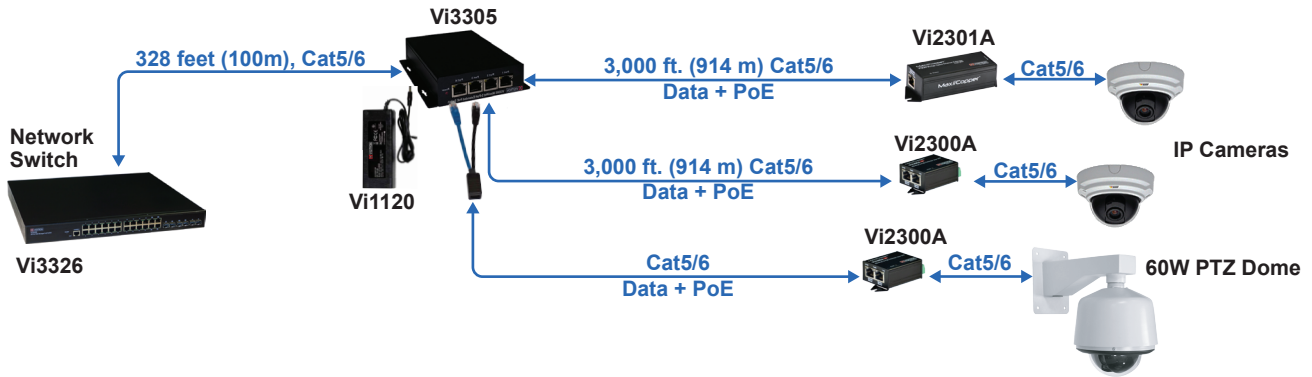 Vi3305
328 feet (100m), Cat5/6
Vi2301A
3,000 ft. (914 m) Cat5/6
Data + PoE
Cat5/6
MaxiiCopper
Network
Switch
Vi2300A
IP Cameras
3,000 ft. (914 m) Cat5/6
Data + PoE
Cat5/6
Vi1120
Vi3326
Vi2300A
Cat5/6
Data + PoE
Cat5/6
60W PTZ Dome